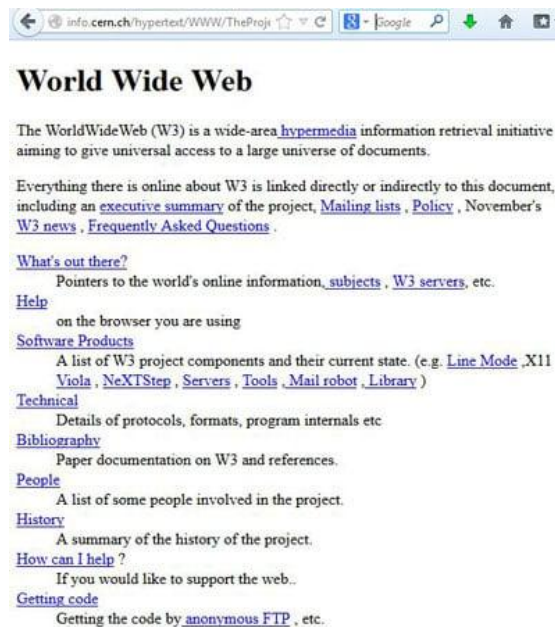 info.cern.ch/hypertext/WWW/TheProje
Google
World Wide Web
The WorldWideWeb (W3) is a wide-area hypermedia information retrieval initiative
aiming to give universal access to a large universe of documents.
Everything there is online about W3 is linked directly or indirectly to this document,
including an executive summary of the project, Mailing lists , Policy , November's
W3 news , Frequently Asked Questions .
What's out there?
Pointers to the world's online information, subjects , W3 servers, etc.
Help
on the browser you are using
Software Products
A list of W3 project components and their current state. (e.g. Line Mode ,X11
Viola , NeXTStep , Servers , Tools , Mail robot , Library )
Technical
Details of protocols, formats, program internals etc
Bibliography
Paper documentation on W3 and references.
People
A list of some people involved in the project.
History
A summary of the history of the project.
How can I help ?
If you would like to support the web..
Getting code
Getting the code by anonymous FTP , etc.